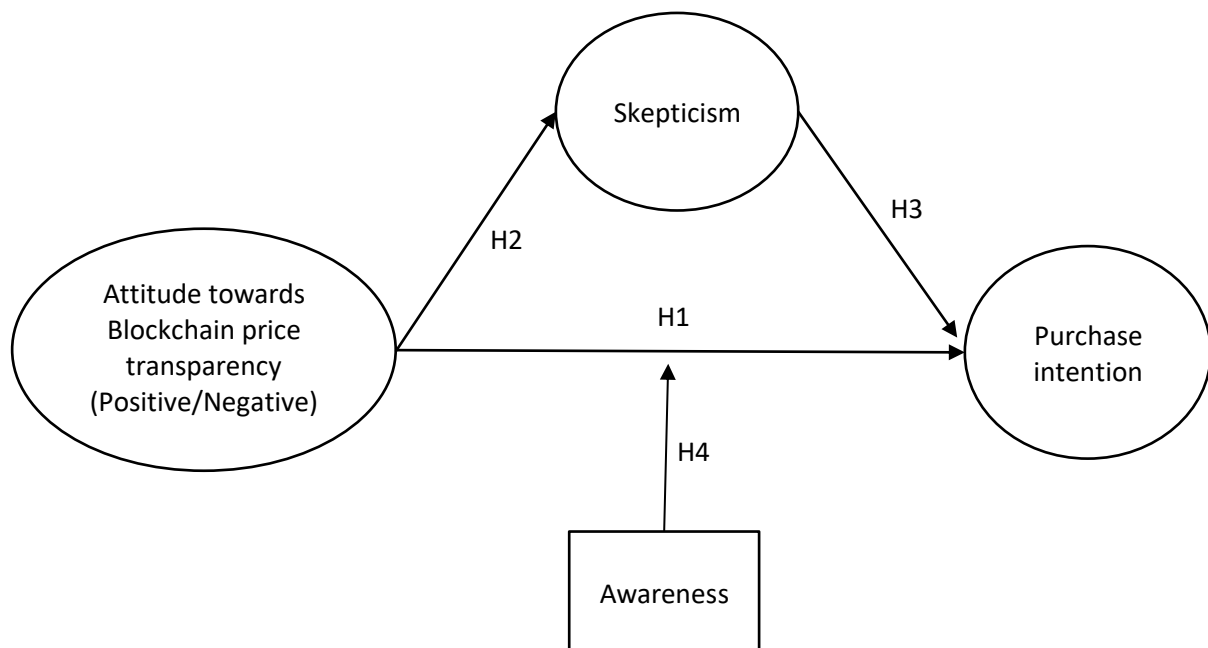 Skepticism
H2
H3
Attitude towards
Blockchain price
transparency
(Positive/Negative)
H1
Purchase
intention
H4
Awareness